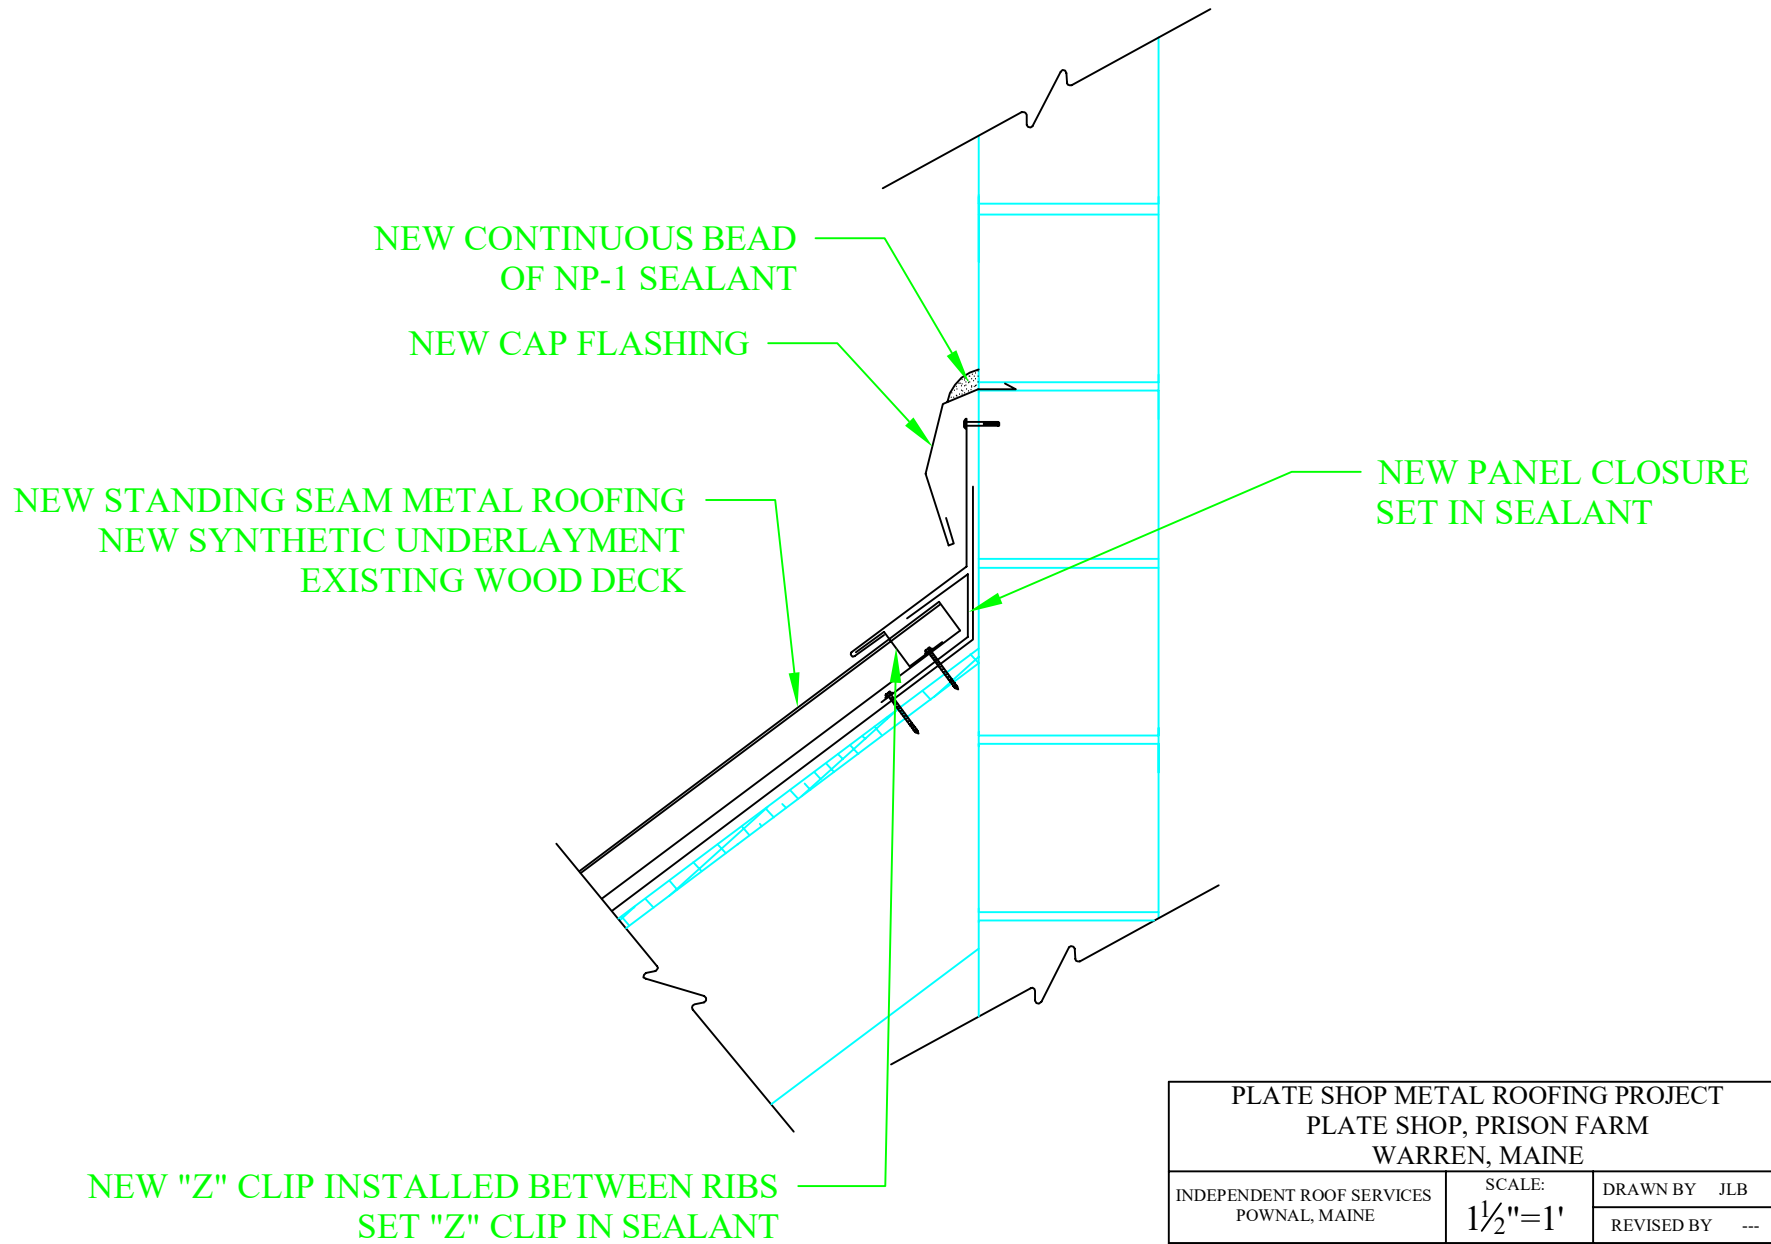 NEW CONTINUOUS BEAD
OF NP-1 SEALANT
NEW CAP FLASHING
NEW STANDING SEAM METAL ROOFING
NEW SYNTHETIC UNDERLAYMENT
EXISTING WOOD DECK
NEW PANEL CLOSURE
SET IN SEALANT
NEW "Z" CLIP INSTALLED BETWEEN RIBS
SET "Z" CLIP IN SEALANT
PLATE SHOP METAL ROOFING PROJECT
PLATE SHOP, PRISON FARM
WARREN, MAINE
INDEPENDENT ROOF SERVICES
POWNAL, MAINE
SCALE:
1½"=1'
DRAWN BY JLB
REVISED BY ---